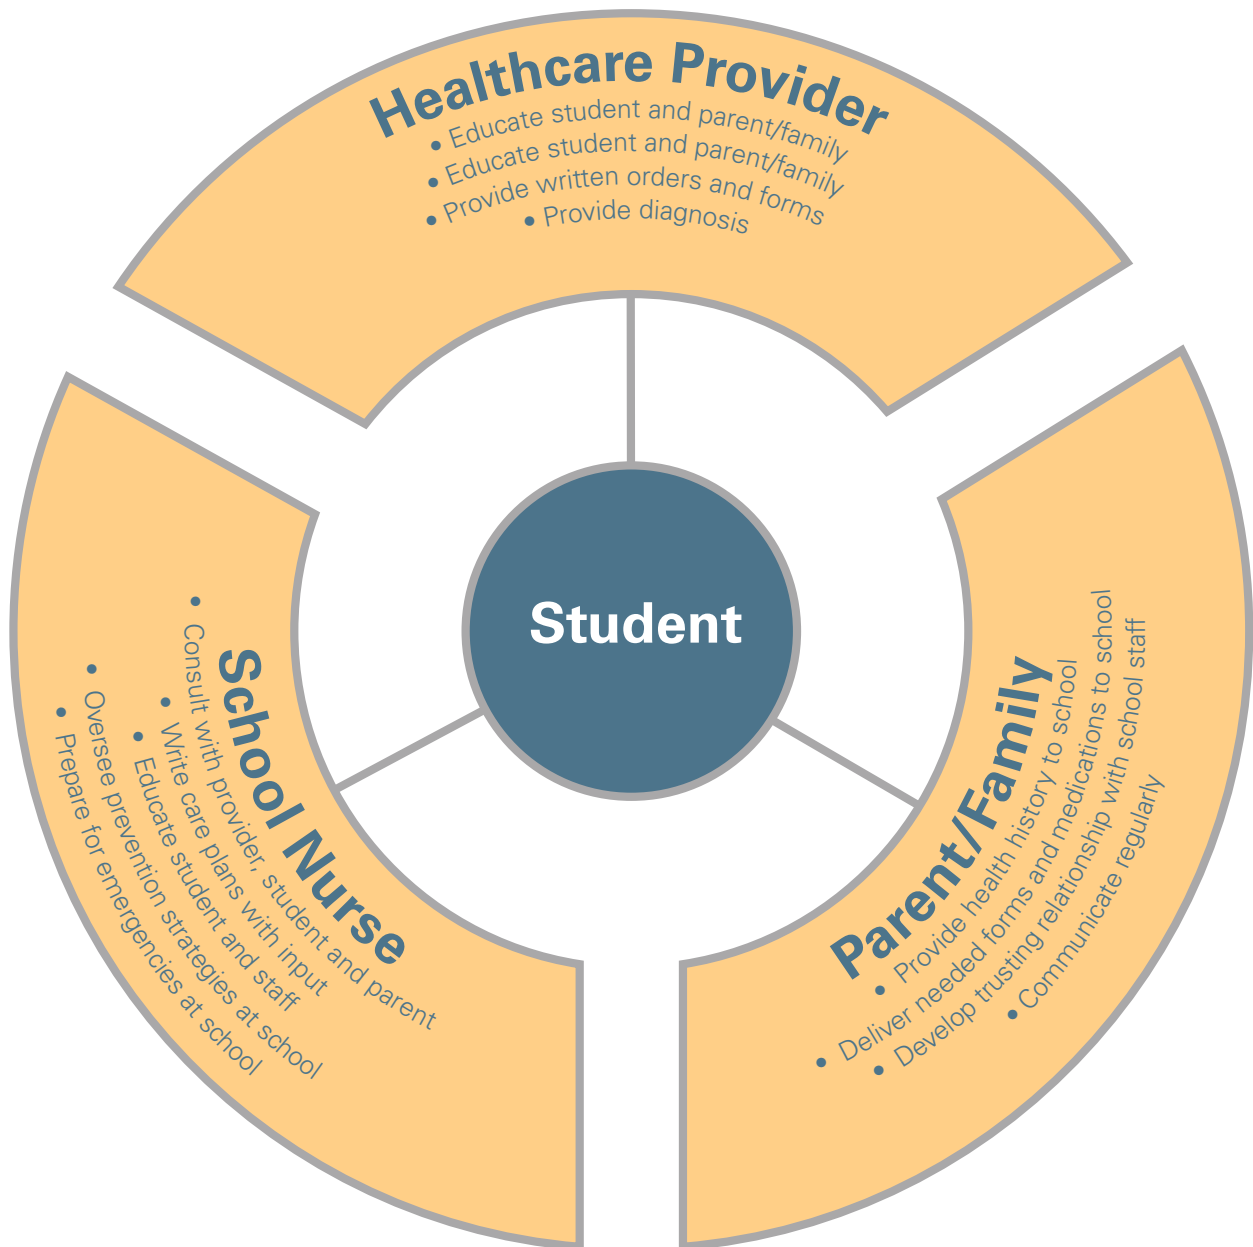 Healthcare Provider
• Educate student and parent/family
• Educate student and parent/family
• Provide written orders and forms
• Provide diagnosis
Student
School Nurse
• Consult with provider, student and parent
• Write care plans with input
• Educate student and staff
• Oversee prevention strategies at school
• Prepare for emergencies at school
Parent/Family
• Provide health history to school
• Deliver needed forms and medications to school
• Develop trusting relationship with school staff
• Communicate regularly